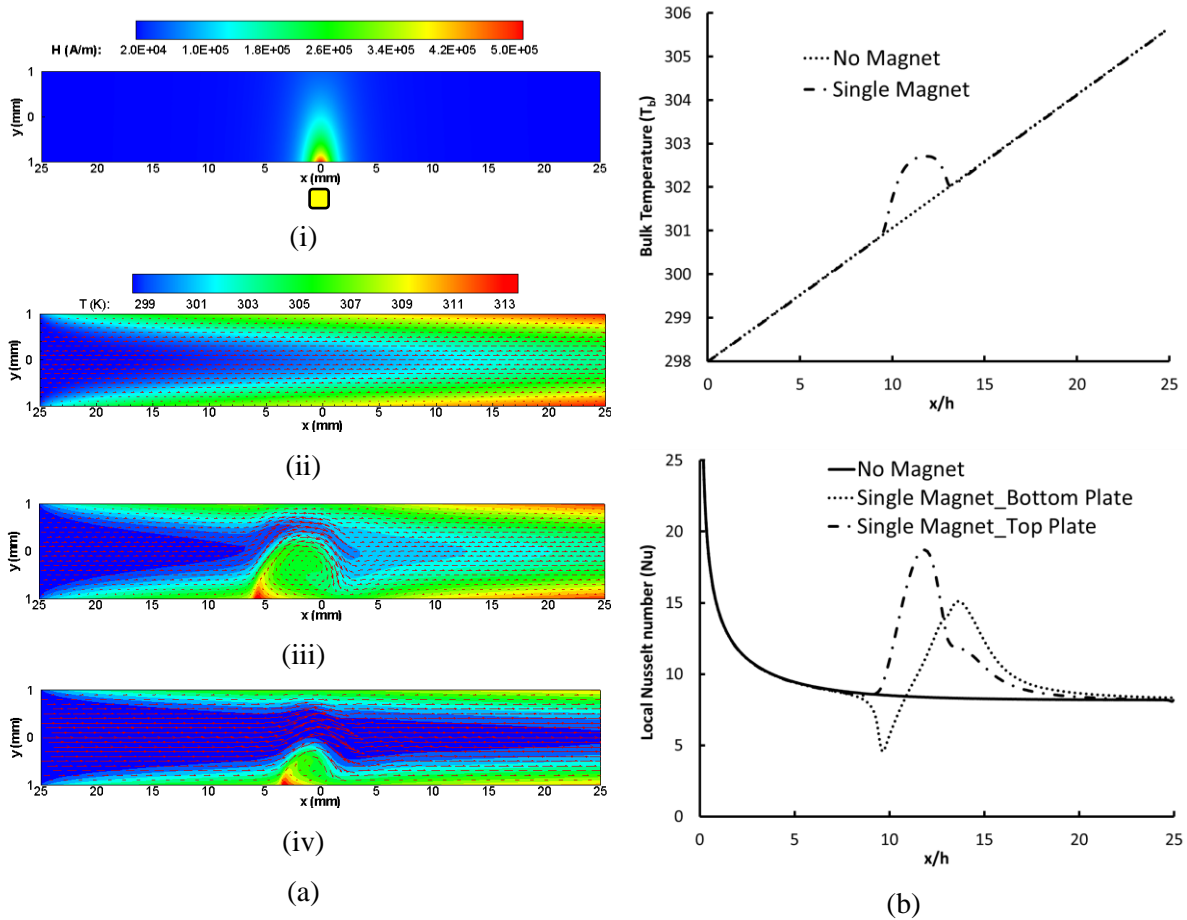 H (A/m): 2.0E+04 1.0E+05 1.8E+05 2.6E+05 3.4E+05 4.2E+05 5.0E+05
y (mm)
1
0
1
25 20 15 10 5 0 5 10 15 20 25
x (mm)
(i)
T (K): 299 301 303 305 307 309 311 313
y (mm)
1
0
1
25 20 15 10 5 0 5 10 15 20 25
x (mm)
(ii)
y (mm)
1
0
1
25 20 15 10 5 0 5 10 15 20 25
x (mm)
(iii)
y (mm)
1
0
1
25 20 15 10 5 0 5 10 15 20 25
x (mm)
(iv)
(a)
Bulk Temperature (T_b)
306
305
304
303
302
301
300
299
298
No Magnet
Single Magnet
0 5 10 15 20 25
x/h
Local Nusselt number (Nu)
25
20
15
10
5
0
No Magnet
Single Magnet_Bottom Plate
Single Magnet_Top Plate
0 5 10 15 20 25
x/h
(b)